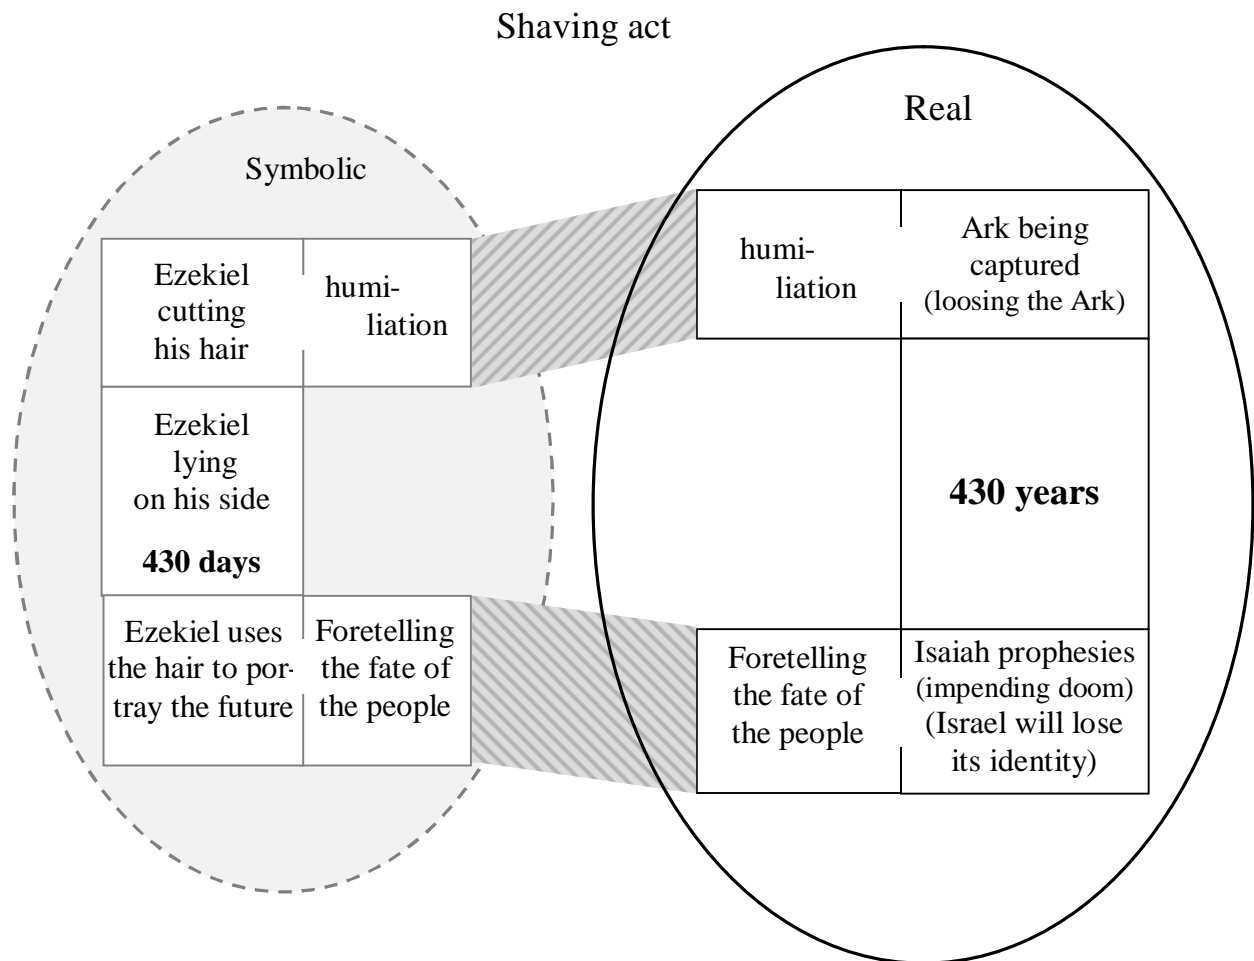 Shaving act
Symbolic
Ezekiel
cutting
his hair
humi-
liation
Ezekiel
lying
on his side
430 days
Ezekiel uses
the hair to por-
tray the future
Foretelling
the fate of
the people
Real
humi-
liation
Ark being
captured
(loosing the Ark)
430 years
Foretelling
the fate of
the people
Isaiah prophesies
(impending doom)
(Israel will lose
its identity)